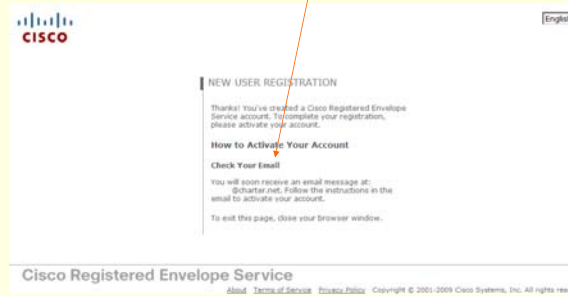 English
CISCO
NEW USER REGISTRATION
Thanks! You've created a Cisco Registered Envelope
Service account. To complete your registration,
please activate your account.
How to Activate Your Account
Check Your Email
You will soon receive an email message at:
@charter.net. Follow the instructions in the
email to activate your account.
To exit this page, close your browser window.
Cisco Registered Envelope Service
About Terms of Service Privacy Policy Copyright © 2001-2009 Cisco Systems, Inc. All rights rese